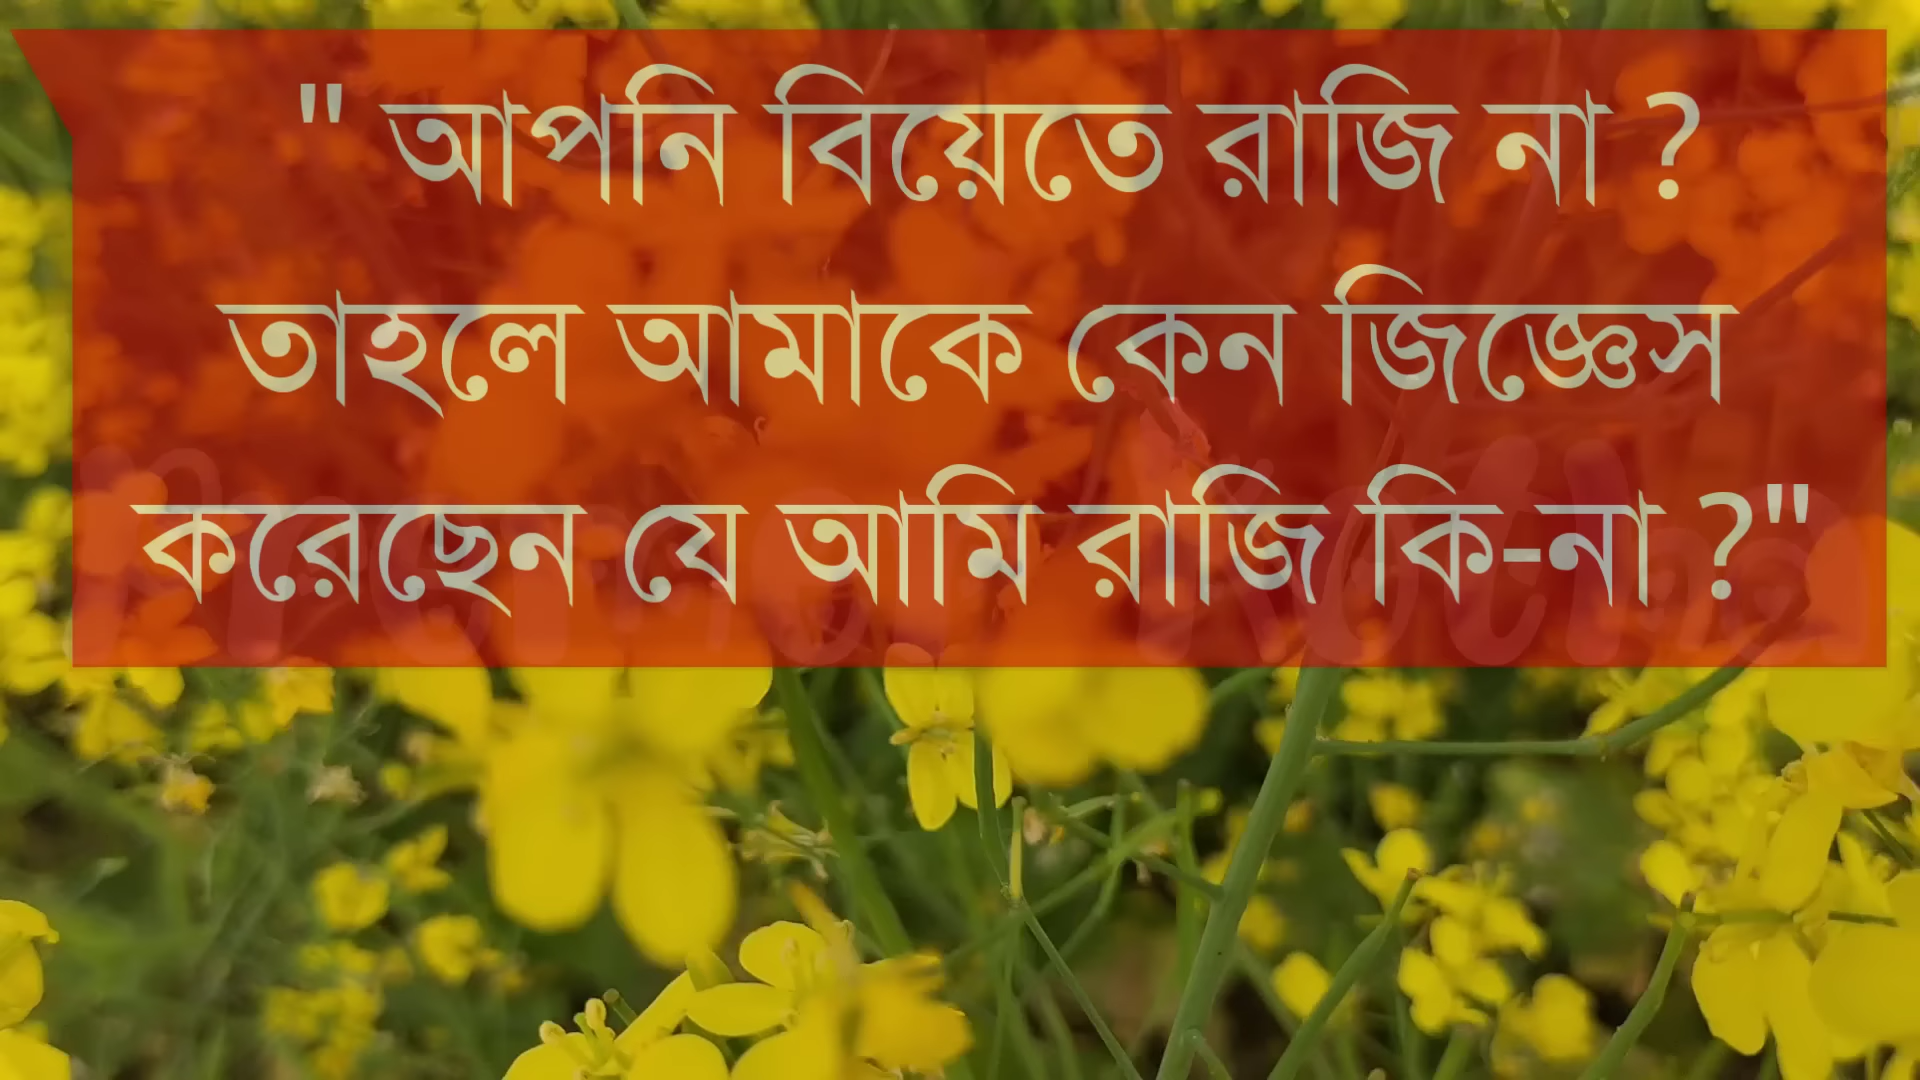 " আপনি বিয়েতে রাজি না ?
তাহলে আমাকে কেন জিজ্ঞেস
করেছেন যে আমি রাজি কি-না ?"